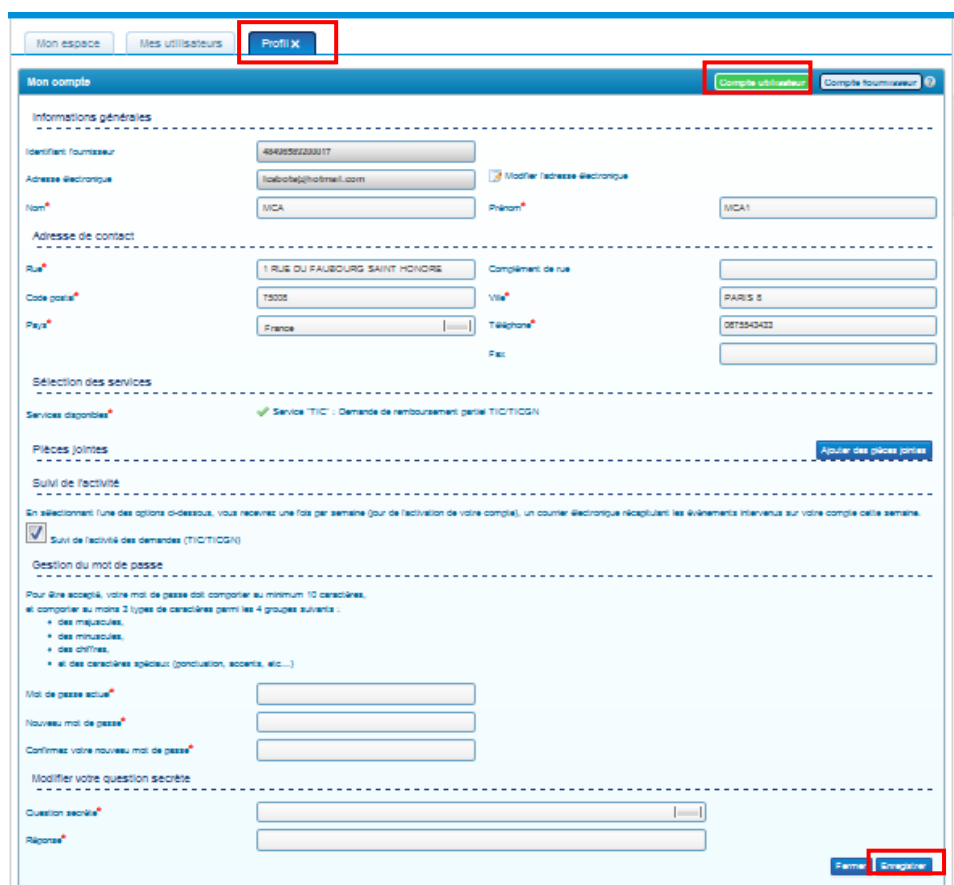 Mon espace Mes utilisateurs Profil X
Mon compte Compte utilisateur Compte fournisseur ?
Informations générales
Identifiant fournisseur 48496589200017
Adresse électronique Modifier l'adresse électronique
Nom* MCA Prénom* MCA1
Adresse de contact
Rue* 1 RUE DU FAUBOURG SAINT HONORE Complément de rue
Code postal* 75008 Ville* PARIS 8
Pays* France Téléphone*
Fax
Sélection des services
Services disponibles* Service "TIC" : Demande de remboursement partiel TIC/TICGN
Pièces jointes Ajouter des pièces jointes
Suivi de l'activité
En sélectionnant l'une des options ci-dessous, vous recevrez une fois par semaine (jour de l'activation de votre compte), un courrier électronique récapitulant les évènements intervenus sur votre compte cette semaine.
Suivi de l'activité des demandes (TIC/TICGN)
Gestion du mot de passe
Pour être accepté, votre mot de passe doit comporter au minimum 10 caractères,
et comporter au moins 3 types de caractères parmi les 4 groupes suivants :
• des majuscules,
• des minuscules,
• des chiffres,
• et des caractères spéciaux (ponctuation, accents, etc...)
Mot de passe actuel*
Nouveau mot de passe*
Confirmez votre nouveau mot de passe*
Modifier votre question secrète
Question secrète*
Réponse*
Fermer Enregistrer